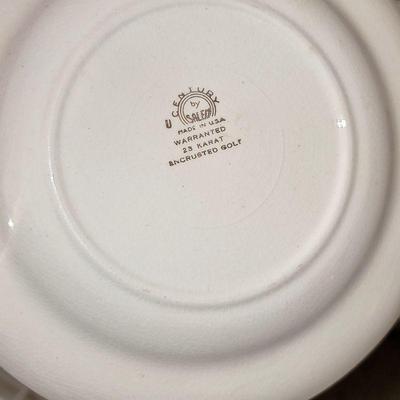 U CENTURY
by
SALEM
MADE IN U.S.A.
WARRANTED
23 KARAT
ENCRUSTED GOLD